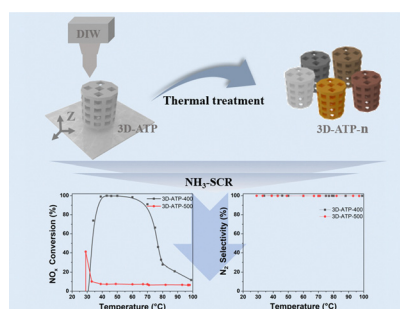 DIW
Z
3D-ATP
Thermal treatment
3D-ATP-n
NH₃-SCR
NOₓ Conversion (%)
100
80
60
40
20
0
3D-ATP-400
3D-ATP-500
20 30 40 50 60 70 80 90 100
Temperature (°C)
N₂ Selectivity (%)
100
80
60
40
20
0
3D-ATP-400
3D-ATP-500
20 30 40 50 60 70 80 90 100
Temperature (°C)